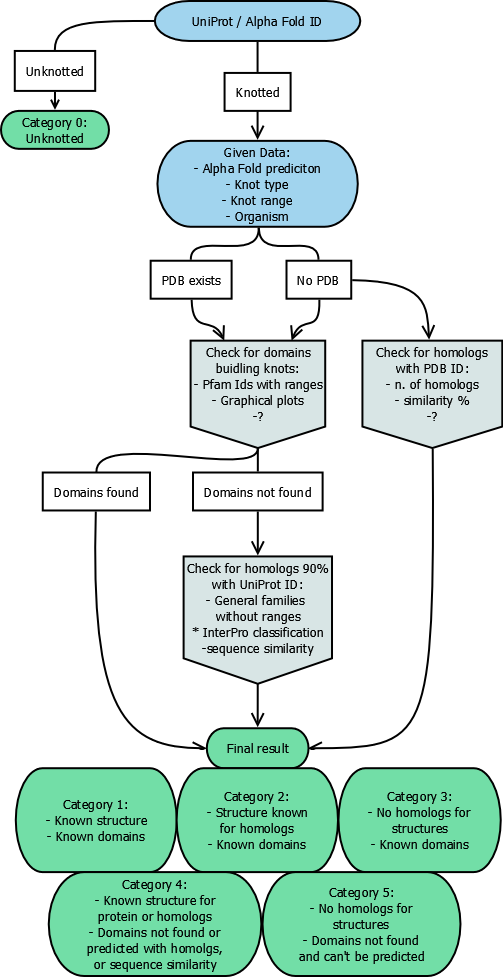 UniProt / Alpha Fold ID
Unknotted
Knotted
Category 0:
Unknotted
Given Data:
- Alpha Fold prediciton
- Knot type
- Knot range
- Organism
PDB exists
No PDB
Check for domains
buidling knots:
- Pfam Ids with ranges
- Graphical plots
-?
Check for homologs
with PDB ID:
- n. of homologs
- similarity %
-?
Domains found
Domains not found
Check for homologs 90%
with UniProt ID:
- General families
without ranges
* InterPro classification
-sequence similarity
Final result
Category 1:
- Known structure
- Known domains
Category 2:
- Structure known
for homologs
- Known domains
Category 3:
- No homologs for
structures
- Known domains
Category 4:
- Known structure for
protein or homologs
- Domains not found or
predicted with homolgs,
or sequence similarity
Category 5:
- No homologs for
structures
- Domains not found
and can't be predicted